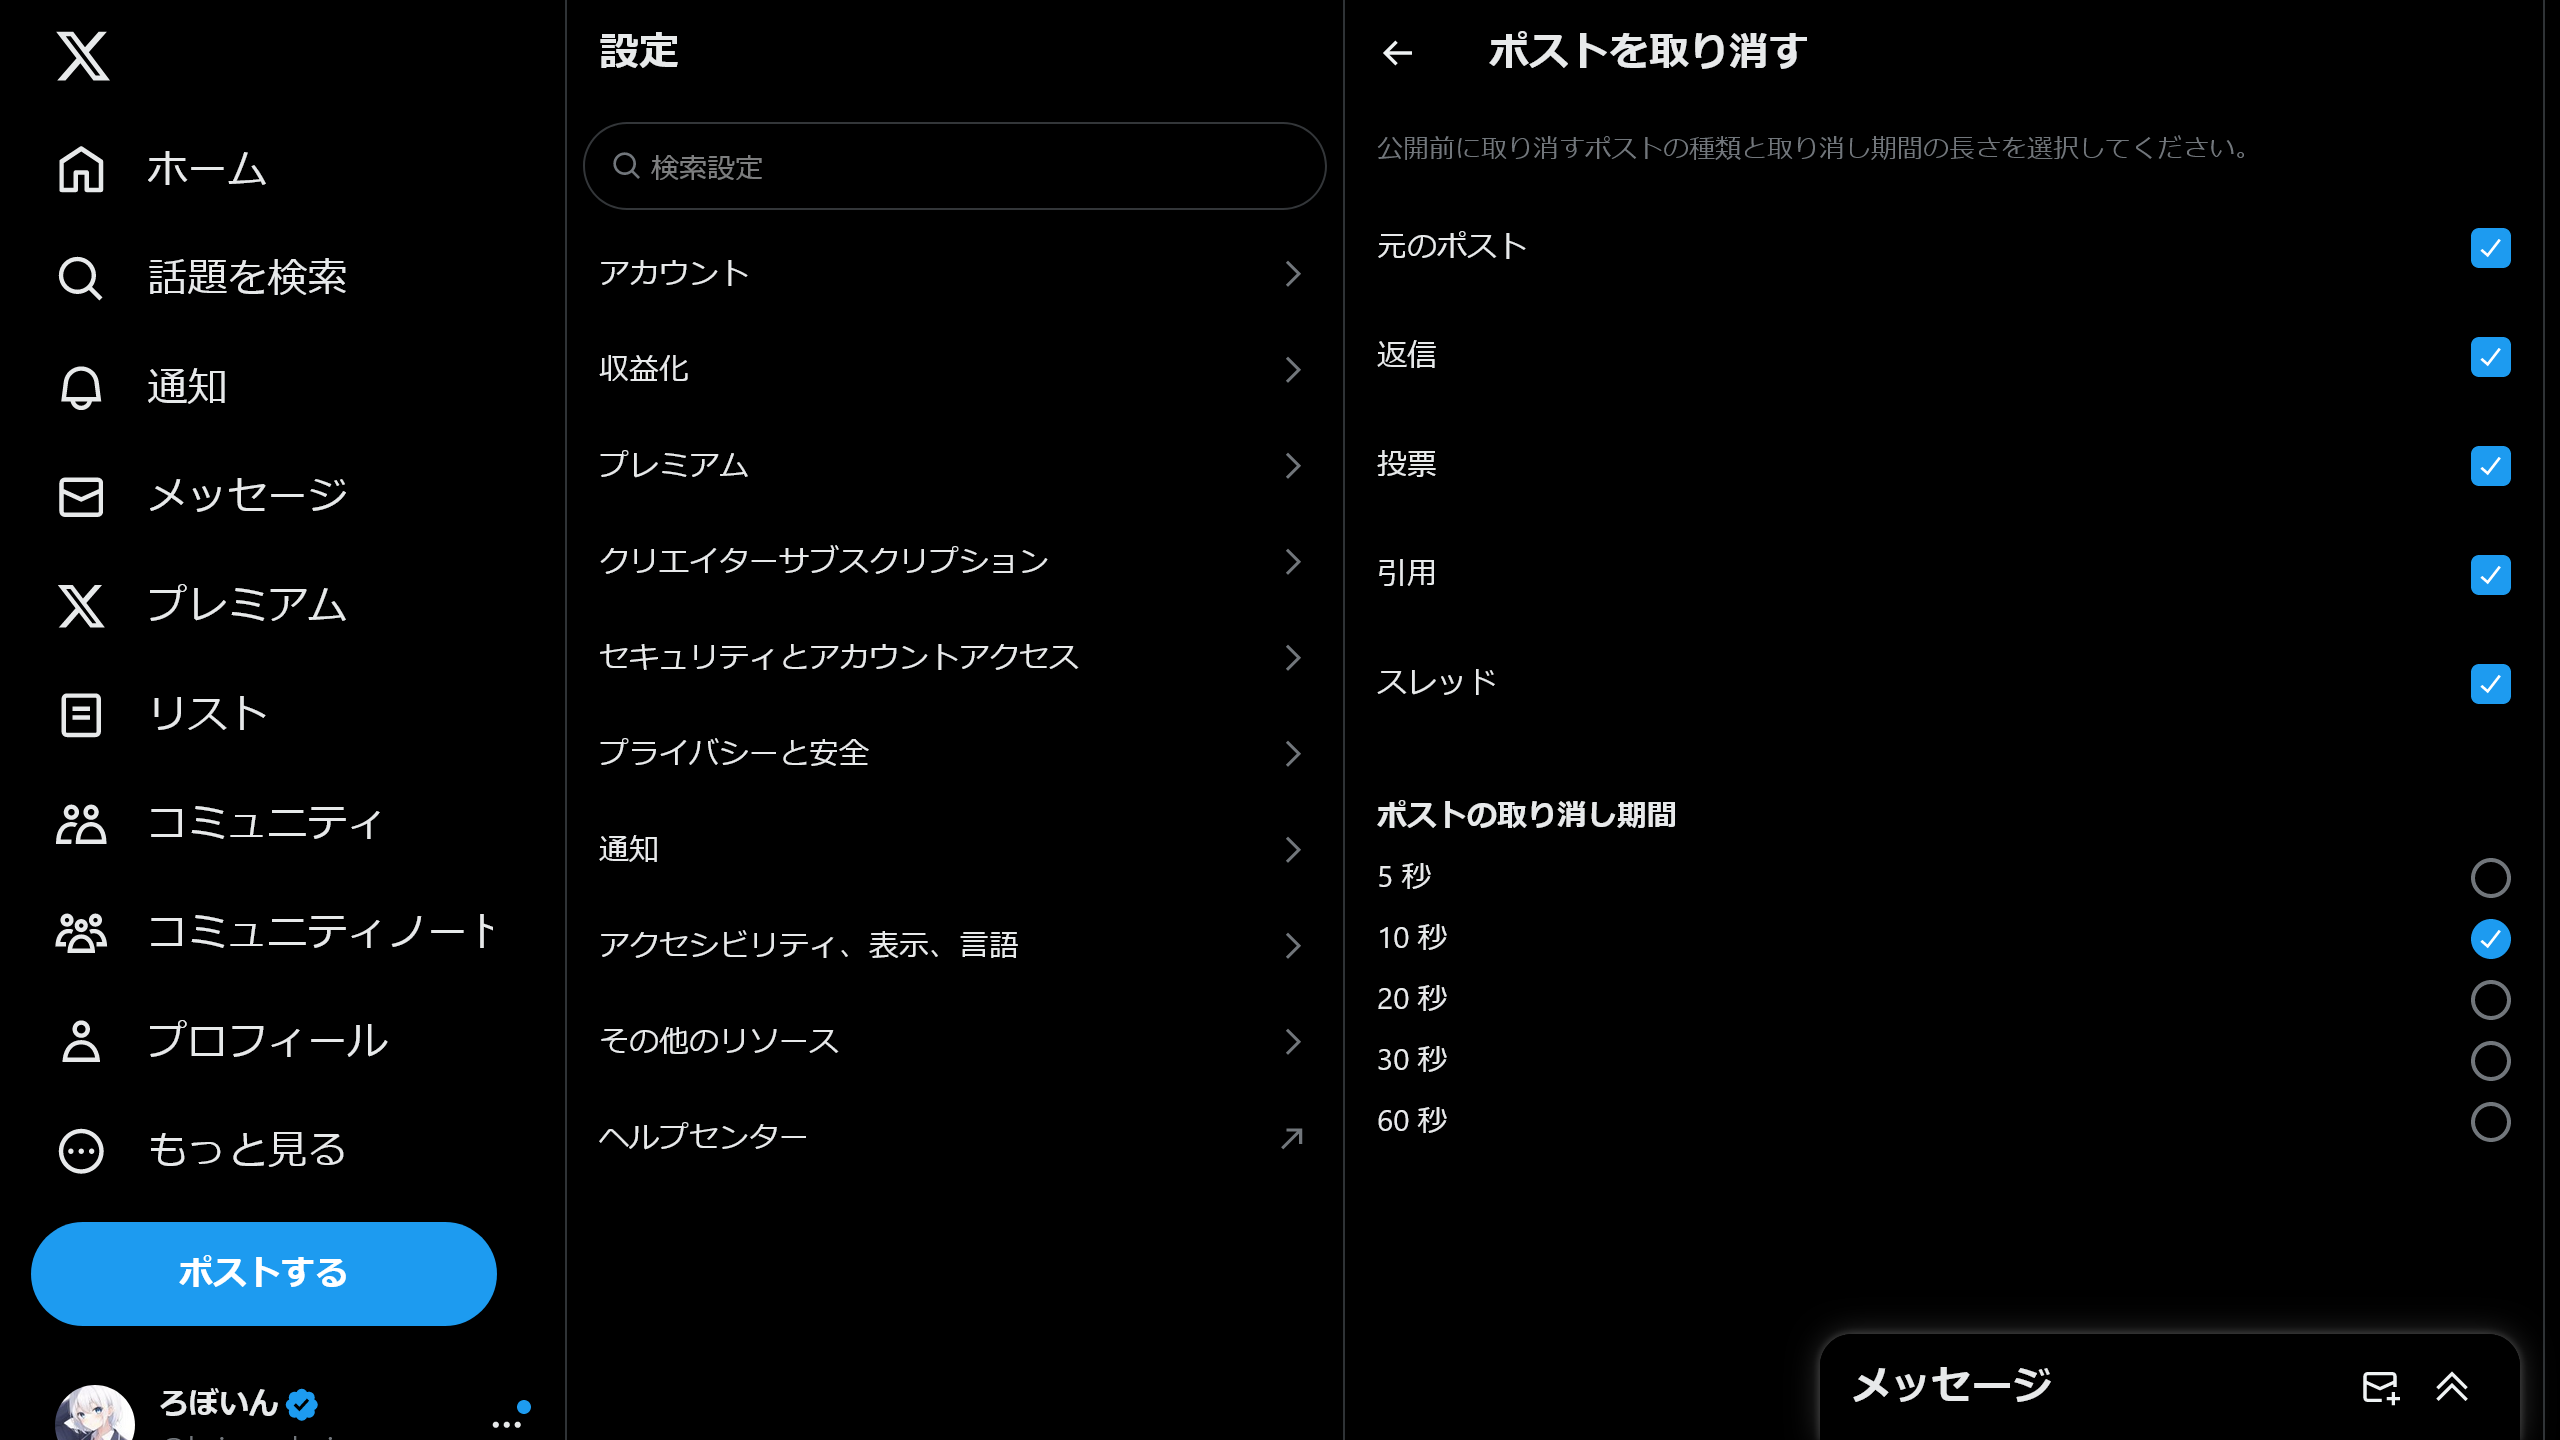 ホーム
話題を検索
通知
メッセージ
プレミアム
リスト
コミュニティ
コミュニティノート
プロフィール
もっと見る
ポストする
ろぼいん
設定
検索設定
アカウント
収益化
プレミアム
クリエイターサブスクリプション
セキュリティとアカウントアクセス
プライバシーと安全
通知
アクセシビリティ、表示、言語
その他のリソース
ヘルプセンター
ポストを取り消す
公開前に取り消すポストの種類と取り消し期間の長さを選択してください。
元のポスト
返信
投票
引用
スレッド
ポストの取り消し期間
5 秒
10 秒
20 秒
30 秒
60 秒
メッセージ